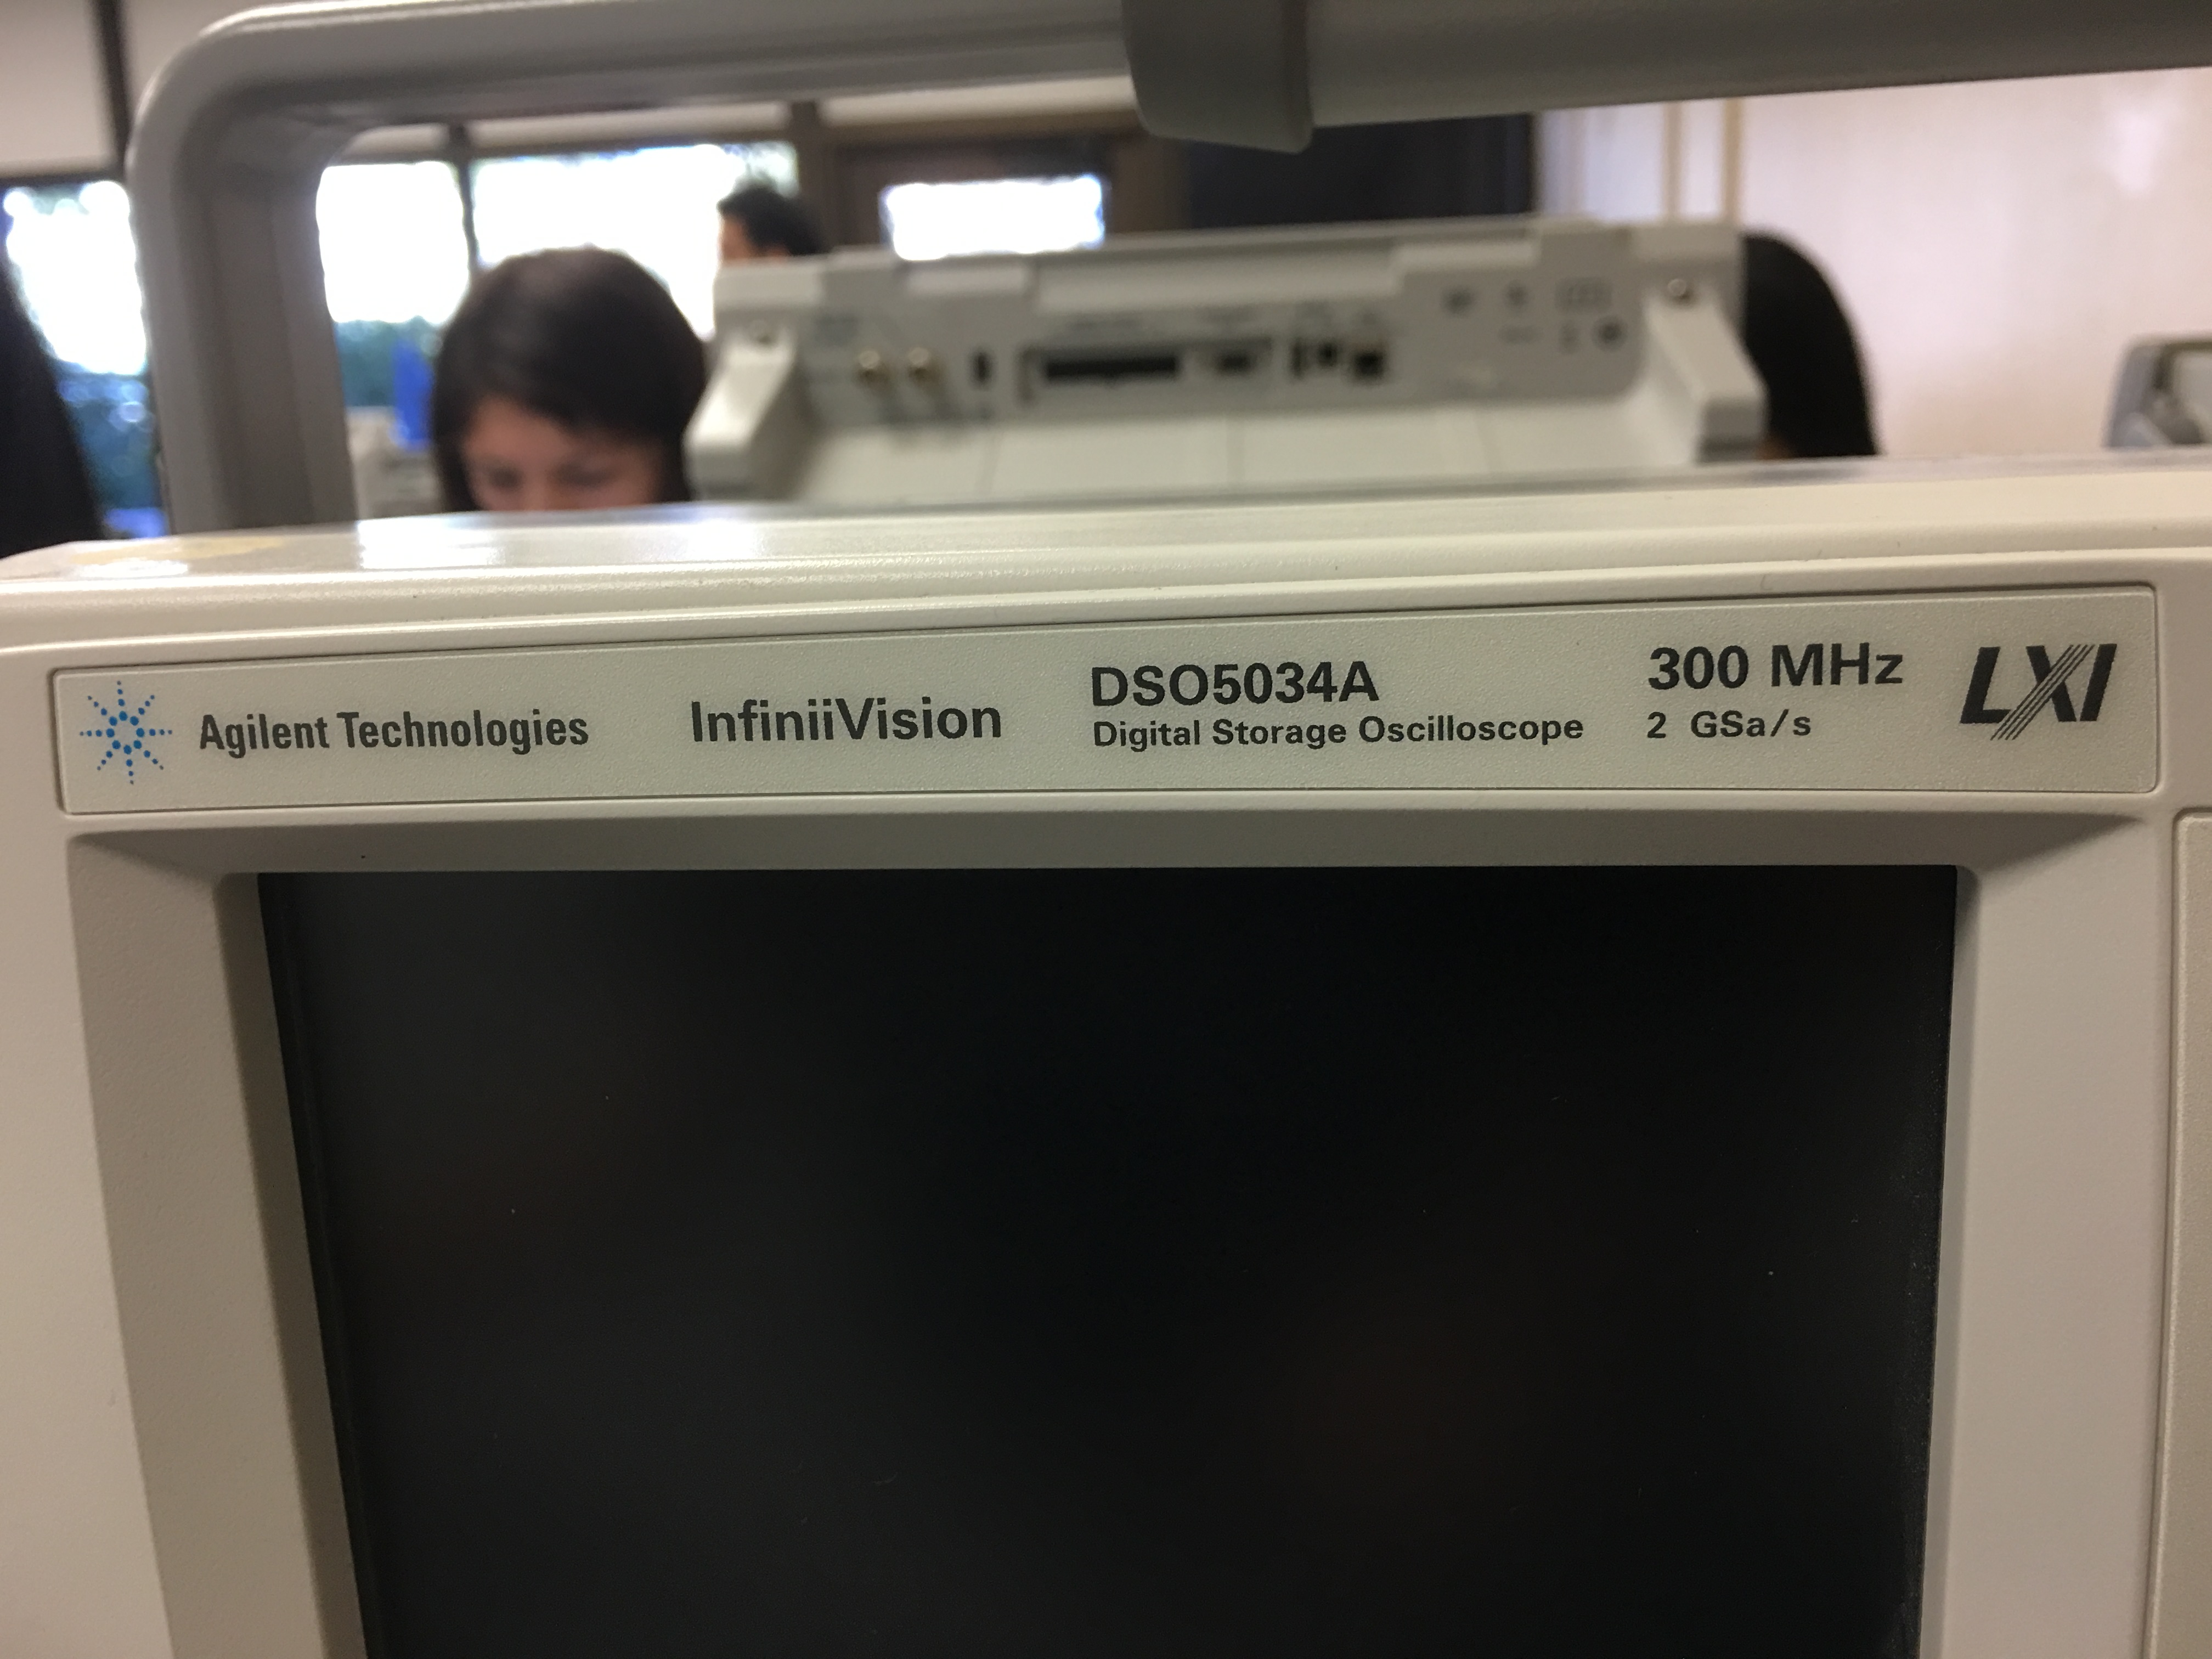 Agilent Technologies
InfiniiVision
DSO5034A
Digital Storage Oscilloscope
300 MHz
2 GSa/s
LXI